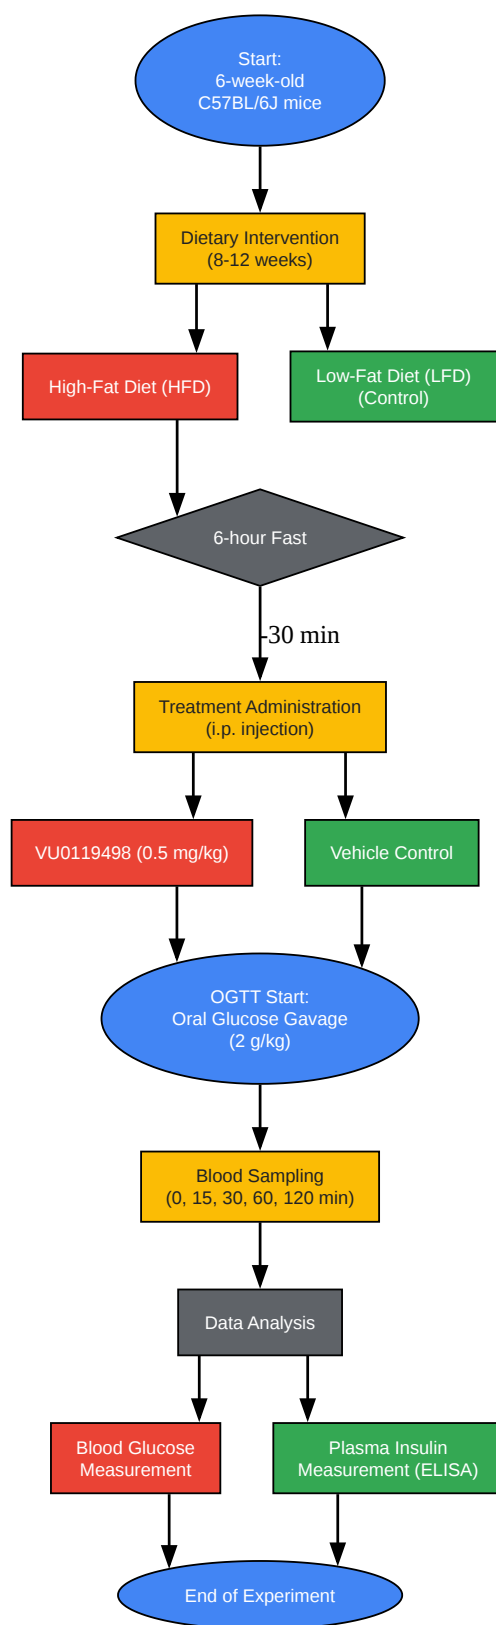 Start:
6-week-old
C57BL/6J mice
Dietary Intervention
(8-12 weeks)
High-Fat Diet (HFD)
Low-Fat Diet (LFD)
(Control)
6-hour Fast
-30 min
Treatment Administration
(i.p. injection)
VU0119498 (0.5 mg/kg)
Vehicle Control
OGTT Start:
Oral Glucose Gavage
(2 g/kg)
Blood Sampling
(0, 15, 30, 60, 120 min)
Data Analysis
Blood Glucose
Measurement
Plasma Insulin
Measurement (ELISA)
End of Experiment